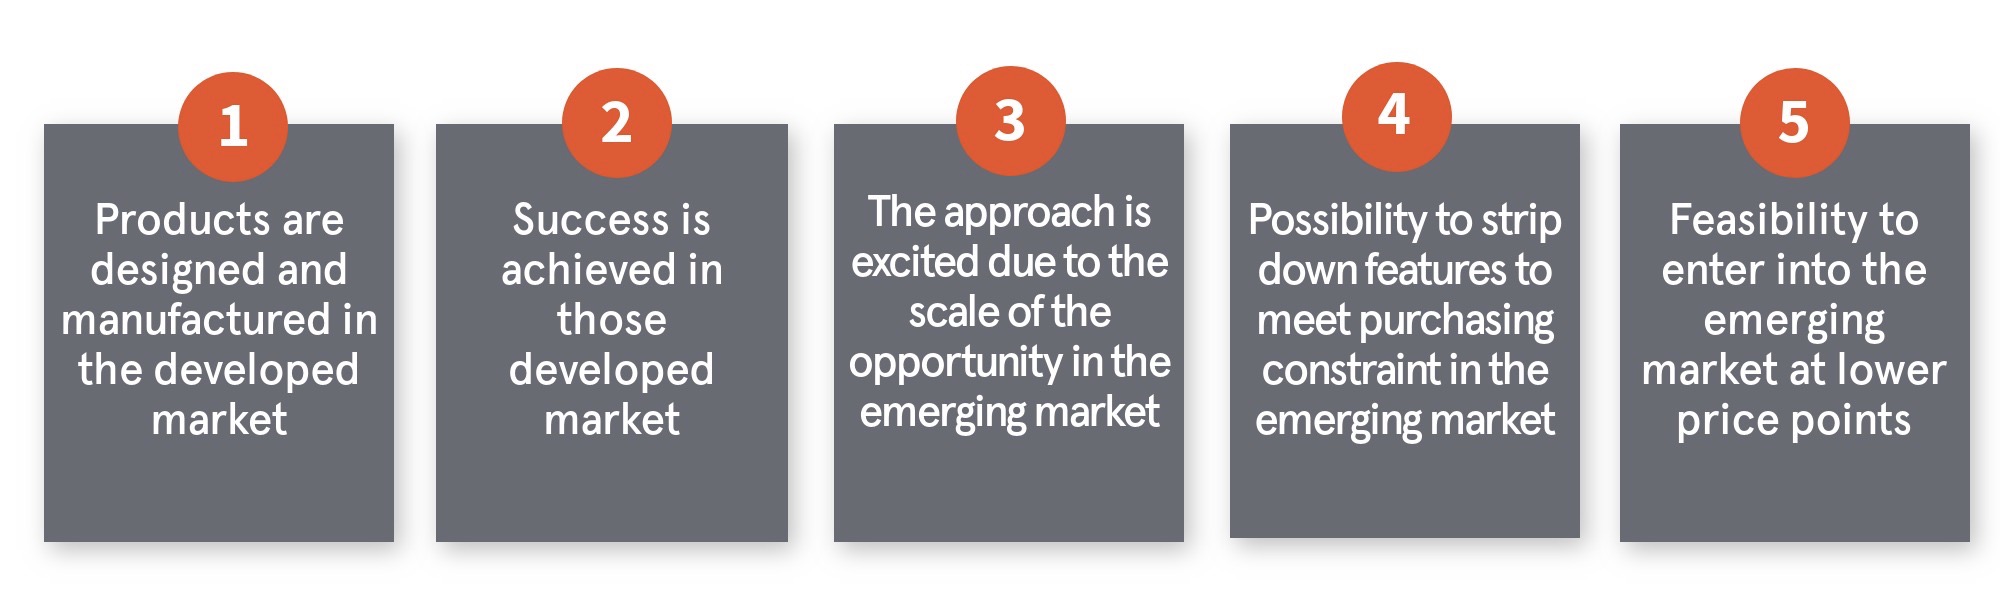 1
Products are
designed and
manufactured in
the developed
market
2
Success is
achieved in
those
developed
market
3
The approach is
excited due to the
scale of the
opportunity in the
emerging market
4
Possibility to strip
down features to
meet purchasing
constraint in the
emerging market
5
Feasibility to
enter into the
emerging
market at lower
price points